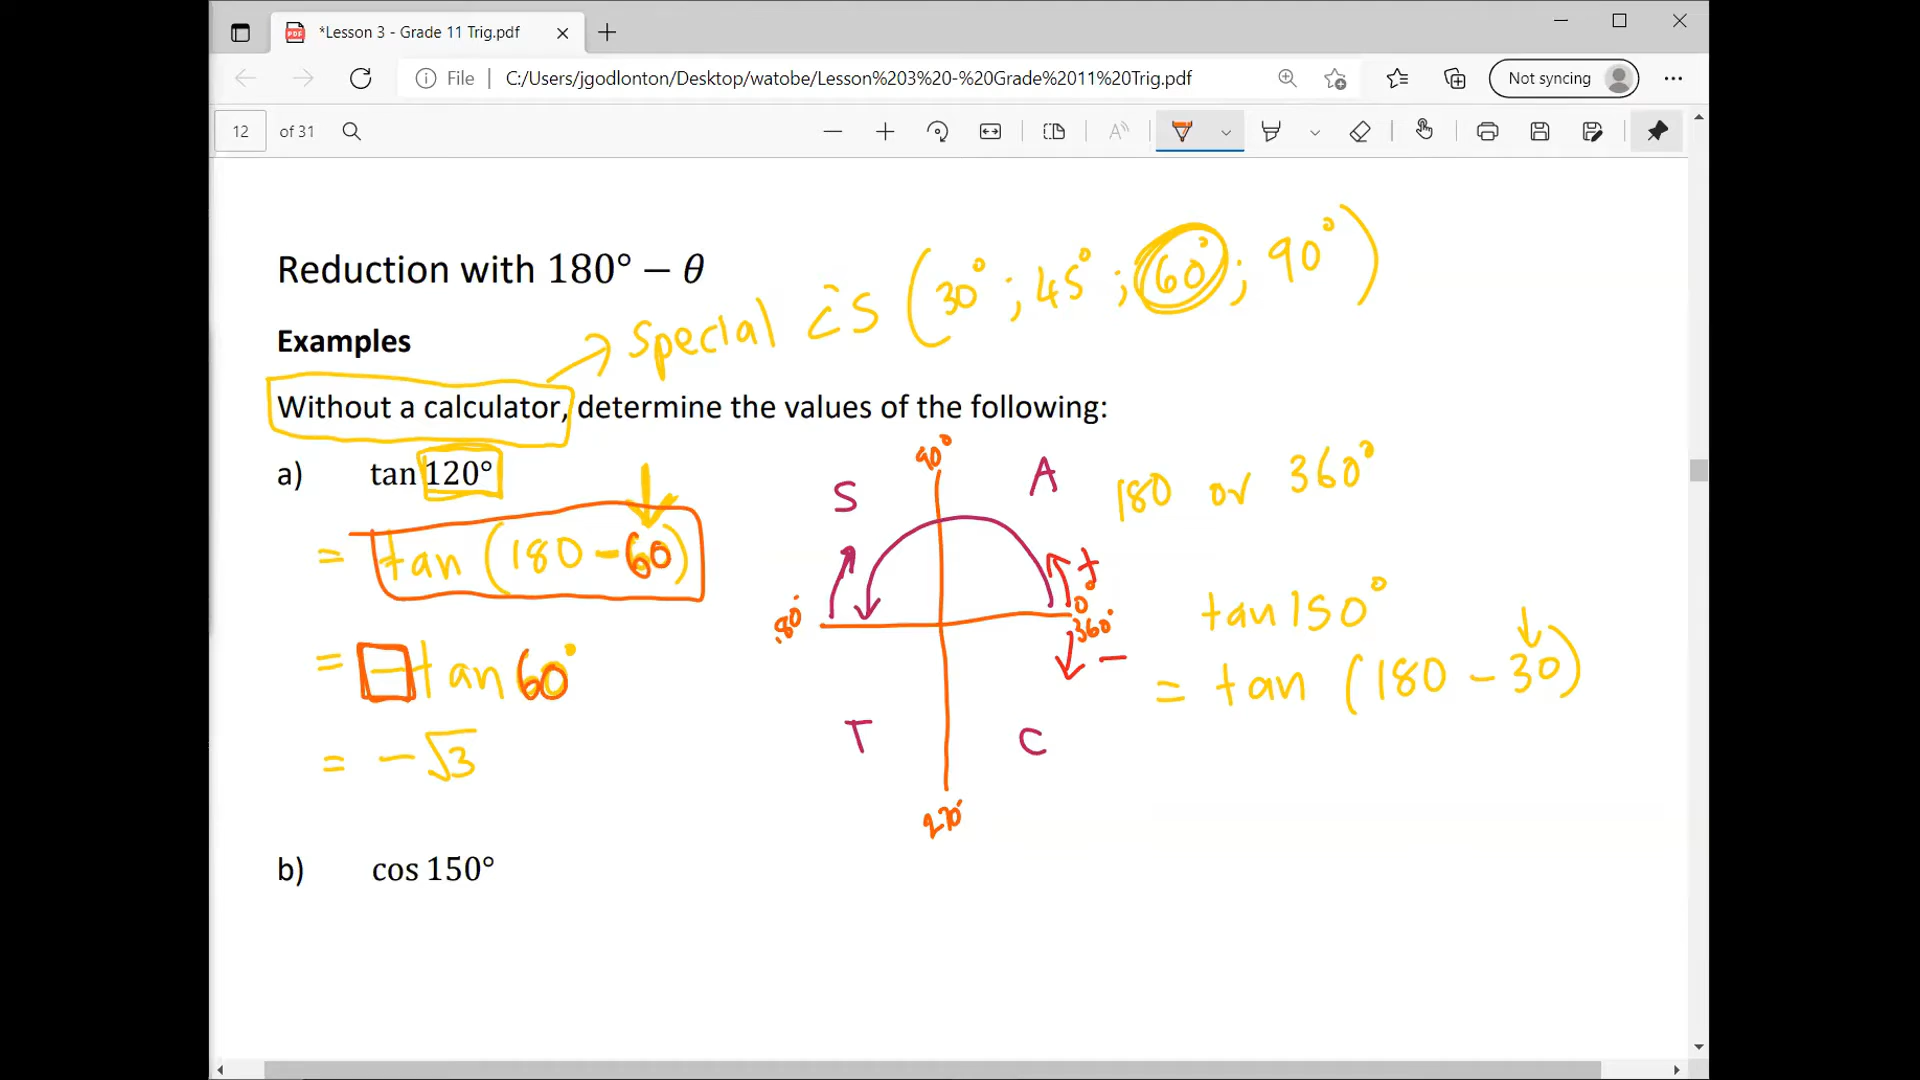 *Lesson 3 - Grade 11 Trig.pdf
File | C:/Users/jgodlonton/Desktop/watobe/Lesson%203%20-%20Grade%2011%20Trig.pdf
Not syncing
12 of 31
Reduction with 180° − θ
Examples
Special ∠s (30°; 45°; 60°; 90°)
Without a calculator, determine the values of the following:
a) tan 120°
= tan (180 − 60)
= − tan 60°
= − √3
90°
S A
+
0°
360°
−
T C
270°
180 or 360°
tan 150°
= tan (180 − 30)
b) cos 150°